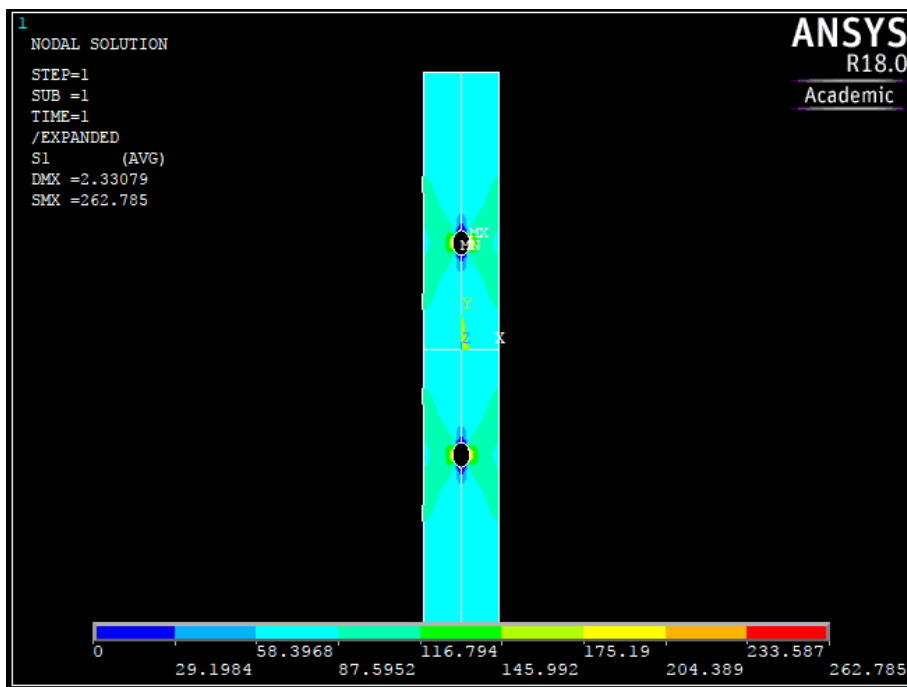 1
NODAL SOLUTION
STEP=1
SUB =1
TIME=1
/EXPANDED
S1 (AVG)
DMX =2.33079
SMX =262.785
ANSYS
R18.0
Academic
MX
MN
Y
Z X
0 58.3968 116.794 175.19 233.587
29.1984 87.5952 145.992 204.389 262.785